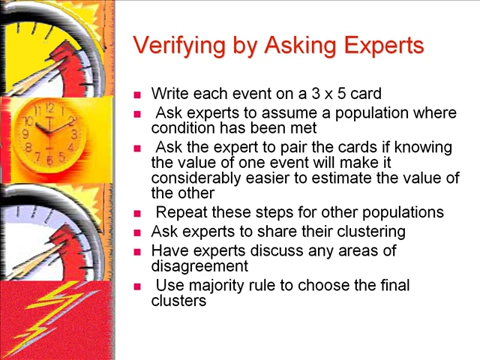 Verifying by Asking Experts
Write each event on a 3 x 5 card
Ask experts to assume a population where
condition has been met
Ask the expert to pair the cards if knowing
the value of one event will make it
considerably easier to estimate the value of
the other
Repeat these steps for other populations
Ask experts to share their clustering
Have experts discuss any areas of
disagreement
Use majority rule to choose the final
clusters